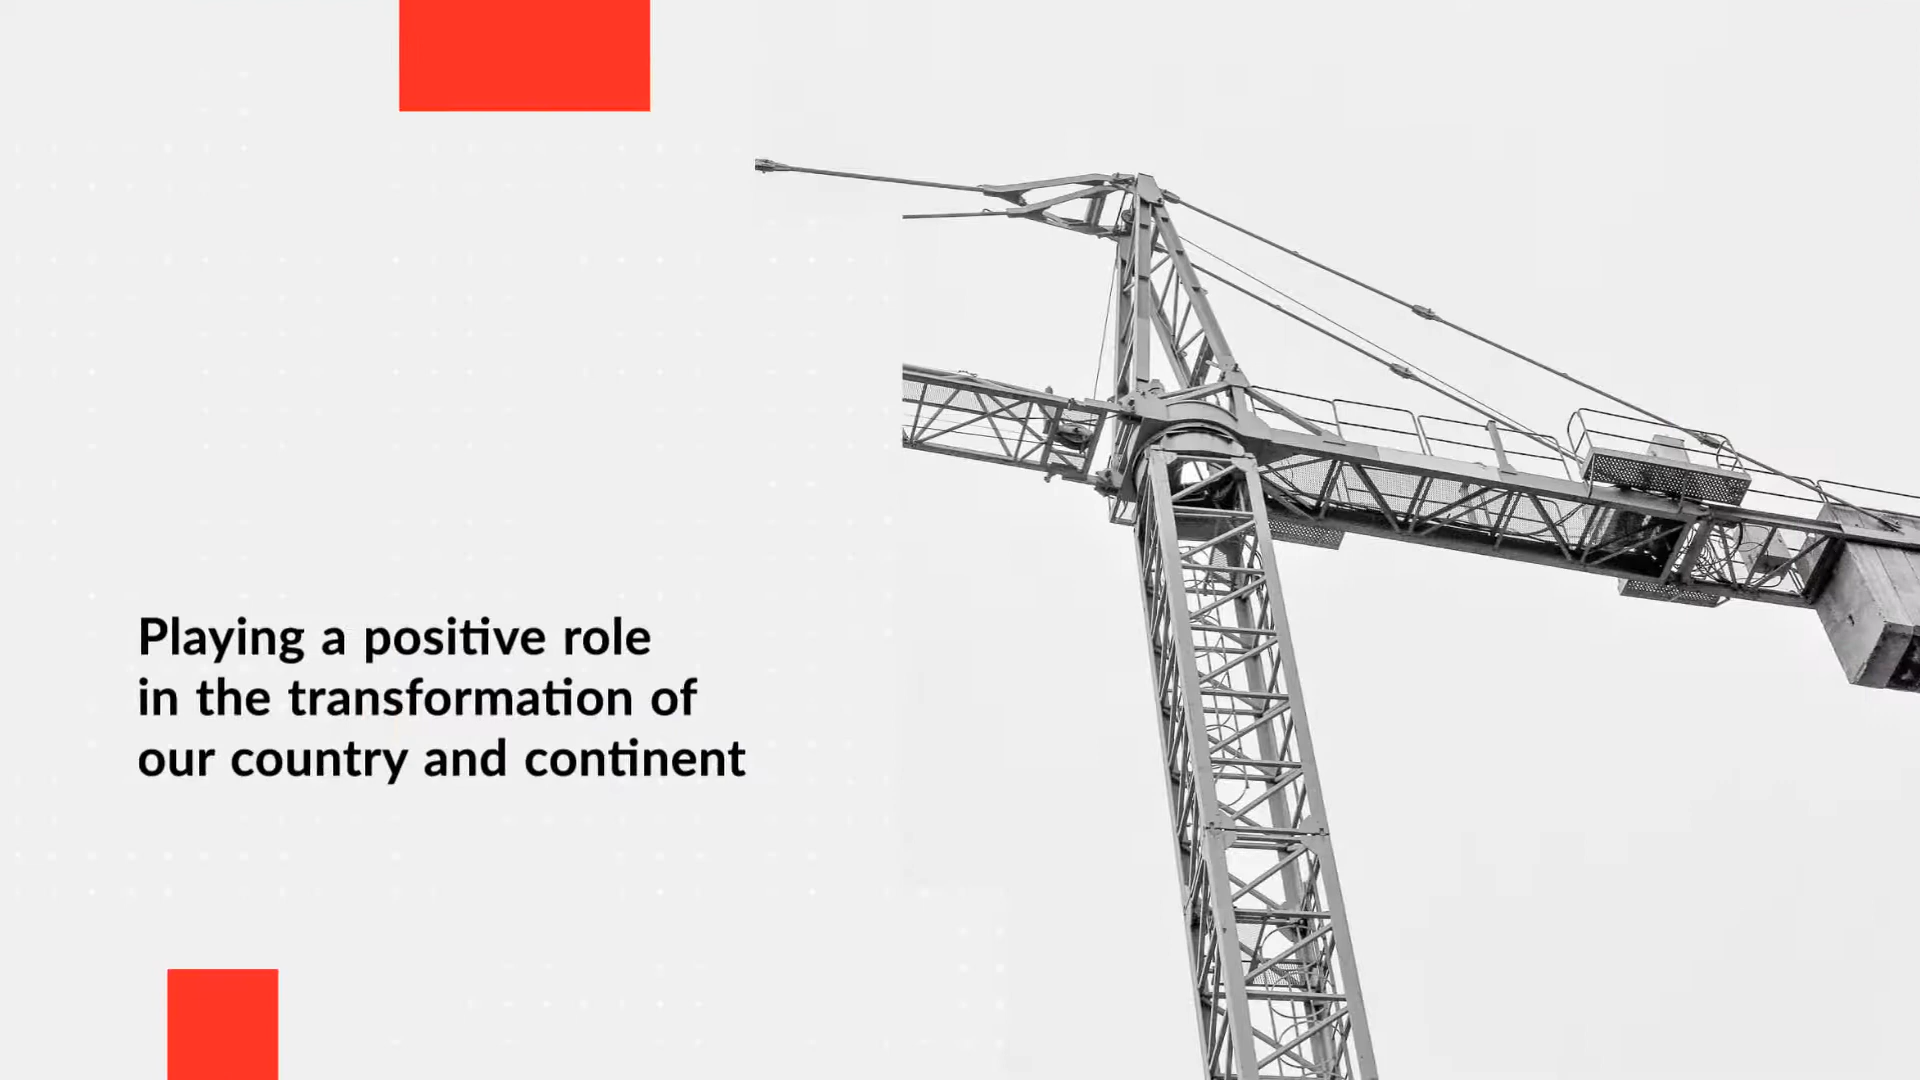 Playing a positive role
in the transformation of
our country and continent